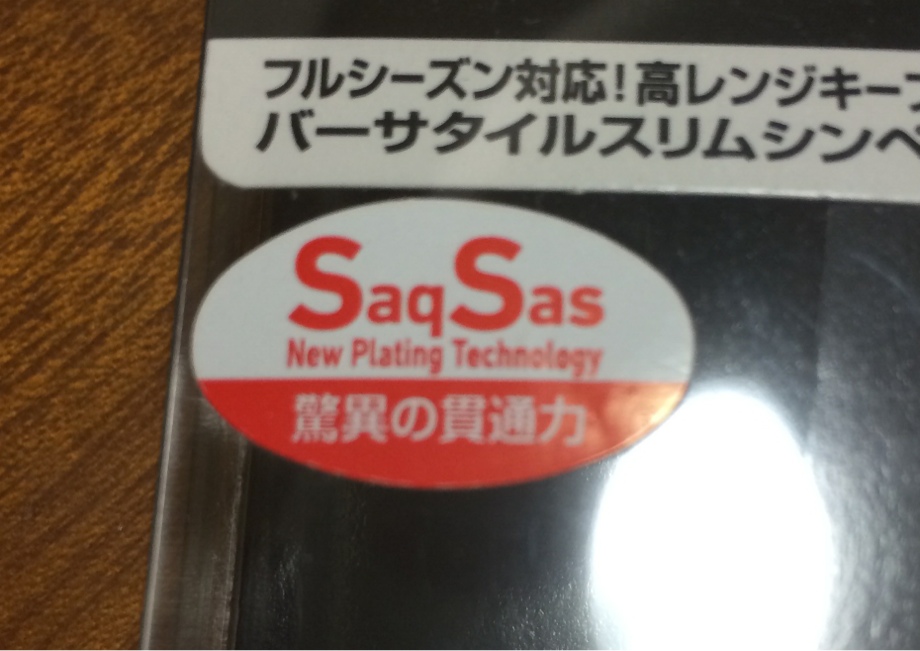 フルシーズン対応！高レンジキー
バーサタイルスリムシンペ
SaqSas
New Plating Technology
驚異の貫通力